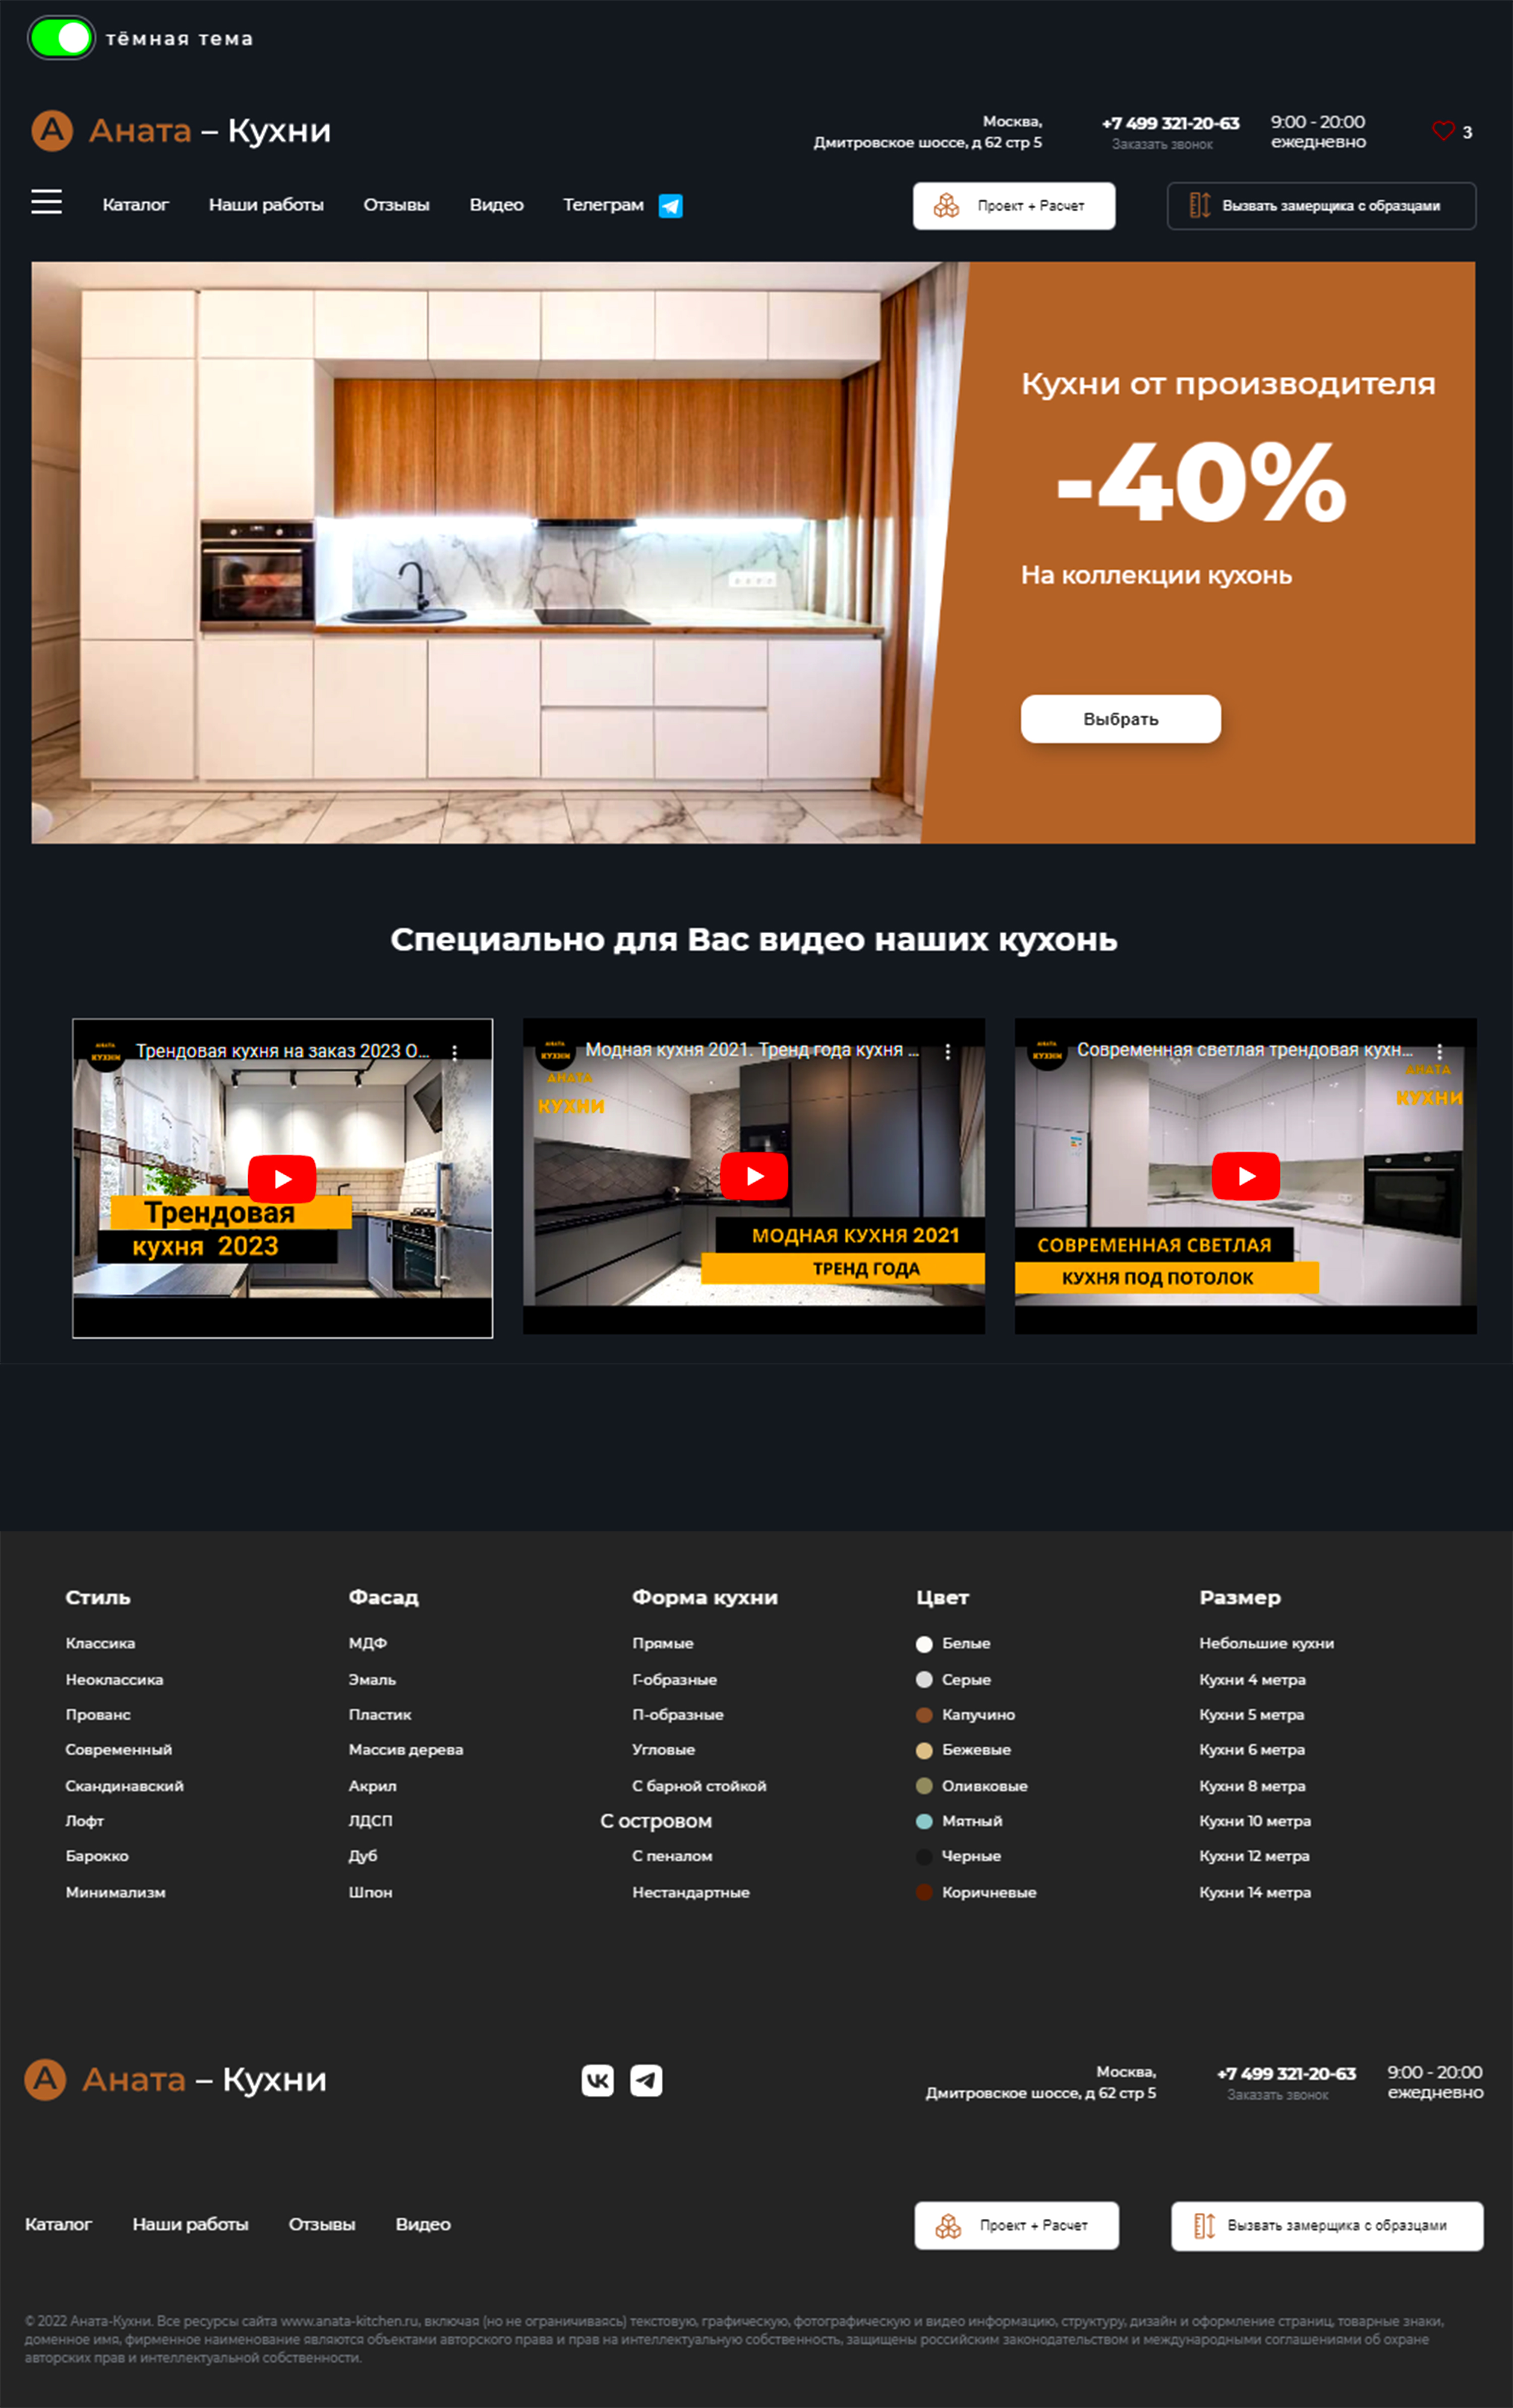 тёмная тема
А Аната – Кухни
Москва,
Дмитровское шоссе, д 62 стр 5
+7 499 321-20-63
Заказать звонок
9:00 - 20:00
ежедневно
3
Каталог
Наши работы
Отзывы
Видео
Телеграм
Проект + Расчет
Вызвать замерщика с образцами
Кухни от производителя
-40%
На коллекции кухонь
Выбрать
Специально для Вас видео наших кухонь
АНАТА
КУХНИ
Трендовая кухня на заказ 2023 О...
Трендовая
кухня 2023
АНАТА
КУХНИ
Модная кухня 2021. Тренд года кухня ...
АНАТА
КУХНИ
МОДНАЯ КУХНЯ 2021
ТРЕНД ГОДА
АНАТА
КУХНИ
Современная светлая трендовая кухн...
АНАТА
КУХНИ
СОВРЕМЕННАЯ СВЕТЛАЯ
КУХНЯ ПОД ПОТОЛОК
Стиль
Классика
Неоклассика
Прованс
Современный
Скандинавский
Лофт
Барокко
Минимализм
Фасад
МДФ
Эмаль
Пластик
Массив дерева
Акрил
ЛДСП
Дуб
Шпон
Форма кухни
Прямые
Г-образные
П-образные
Угловые
С барной стойкой
С островом
С пеналом
Нестандартные
Цвет
Белые
Серые
Капучино
Бежевые
Оливковые
Мятный
Черные
Коричневые
Размер
Небольшие кухни
Кухни 4 метра
Кухни 5 метра
Кухни 6 метра
Кухни 8 метра
Кухни 10 метра
Кухни 12 метра
Кухни 14 метра
А Аната – Кухни
Москва,
Дмитровское шоссе, д 62 стр 5
+7 499 321-20-63
Заказать звонок
9:00 - 20:00
ежедневно
Каталог
Наши работы
Отзывы
Видео
Проект + Расчет
Вызвать замерщика с образцами
© 2022 Аната-Кухни. Все ресурсы сайта www.anata-kitchen.ru, включая (но не ограничиваясь) текстовую, графическую, фотографическую и видео информацию, структуру, дизайн и оформление страниц, товарные знаки,
доменное имя, фирменное наименование являются объектами авторского права и прав на интеллектуальную собственность, защищены российским законодательством и международными соглашениями об охране
авторских прав и интеллектуальной собственности.